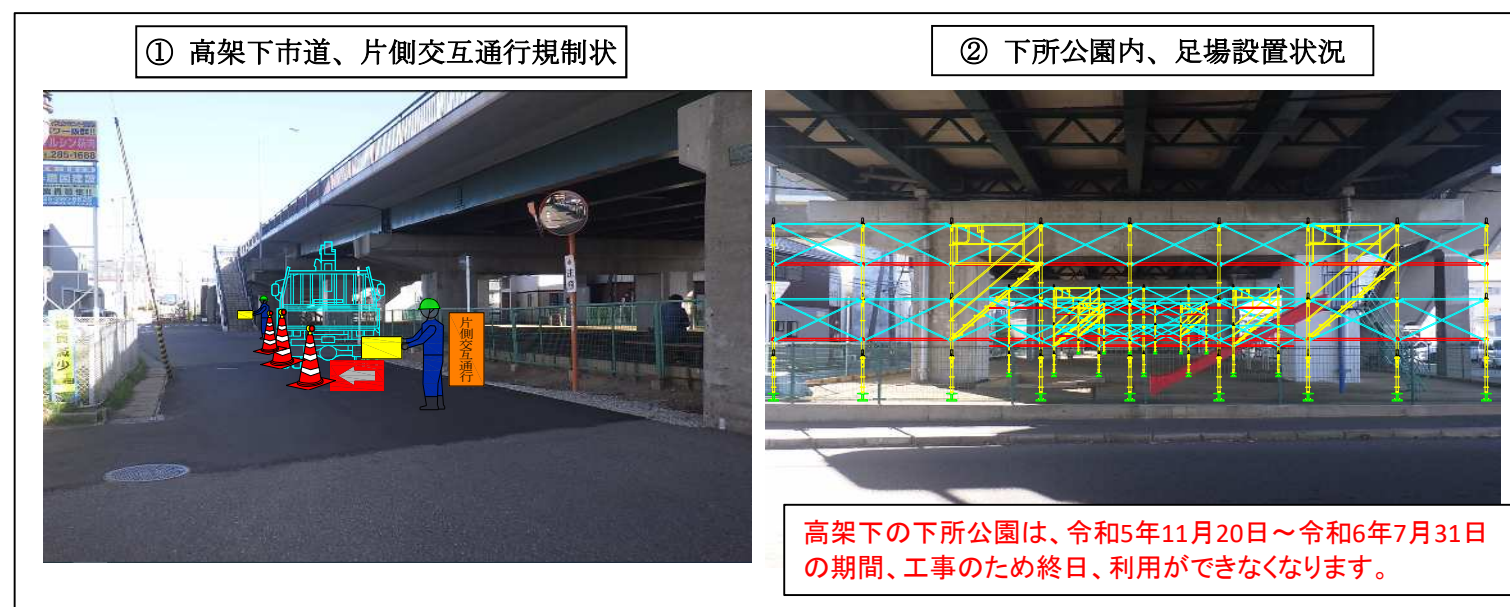 ① 高架下市道、片側交互通行規制状
② 下所公園内、足場設置状況
285-1668
片側交互通行
高架下の下所公園は、令和5年11月20日～令和6年7月31日
の期間、工事のため終日、利用ができなくなります。